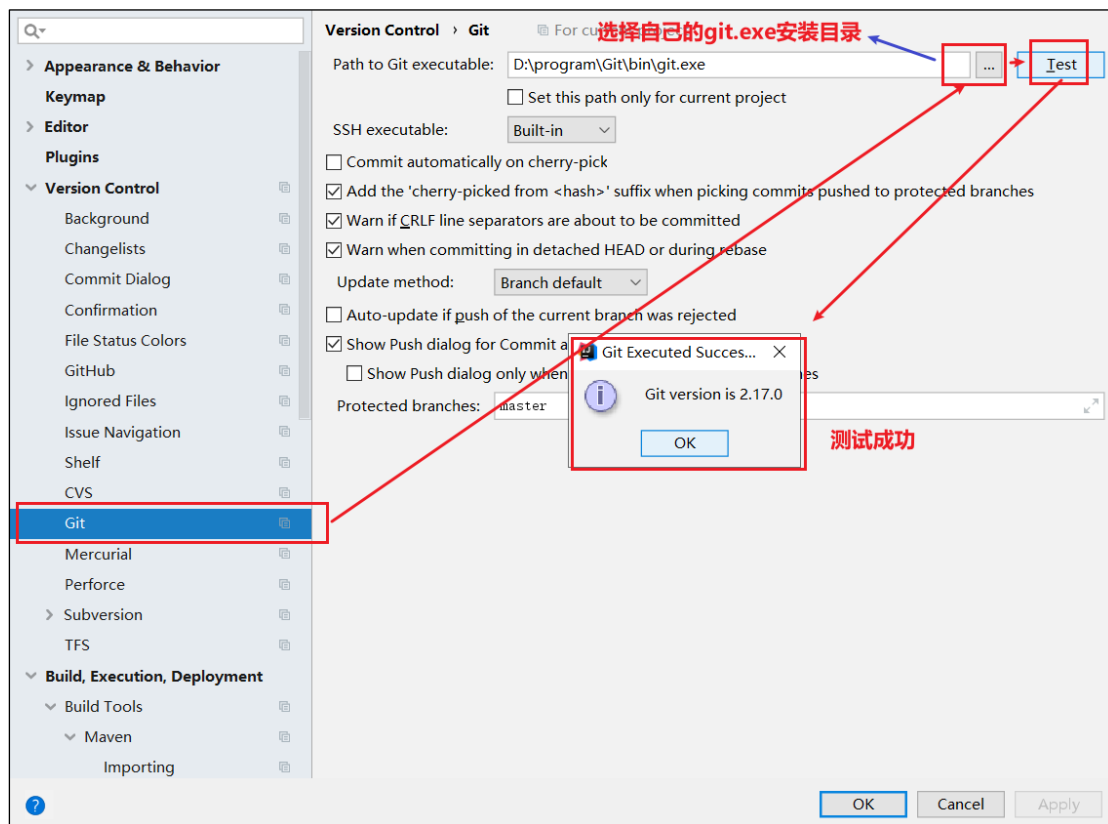 Version Control › Git
For cu
选择自己的git.exe安装目录
Appearance & Behavior
Keymap
Editor
Plugins
Version Control
Background
Changelists
Commit Dialog
Confirmation
File Status Colors
GitHub
Ignored Files
Issue Navigation
Shelf
CVS
Git
Mercurial
Perforce
Subversion
TFS
Build, Execution, Deployment
Build Tools
Maven
Importing
Path to Git executable: D:\program\Git\bin\git.exe ... Test
Set this path only for current project
SSH executable: Built-in
Commit automatically on cherry-pick
Add the 'cherry-picked from <hash>' suffix when picking commits pushed to protected branches
Warn if CRLF line separators are about to be committed
Warn when committing in detached HEAD or during rebase
Update method: Branch default
Auto-update if push of the current branch was rejected
Show Push dialog for Commit a
Show Push dialog only when
Protected branches: master
Git Executed Succes...
Git version is 2.17.0
OK
测试成功
? OK Cancel Apply